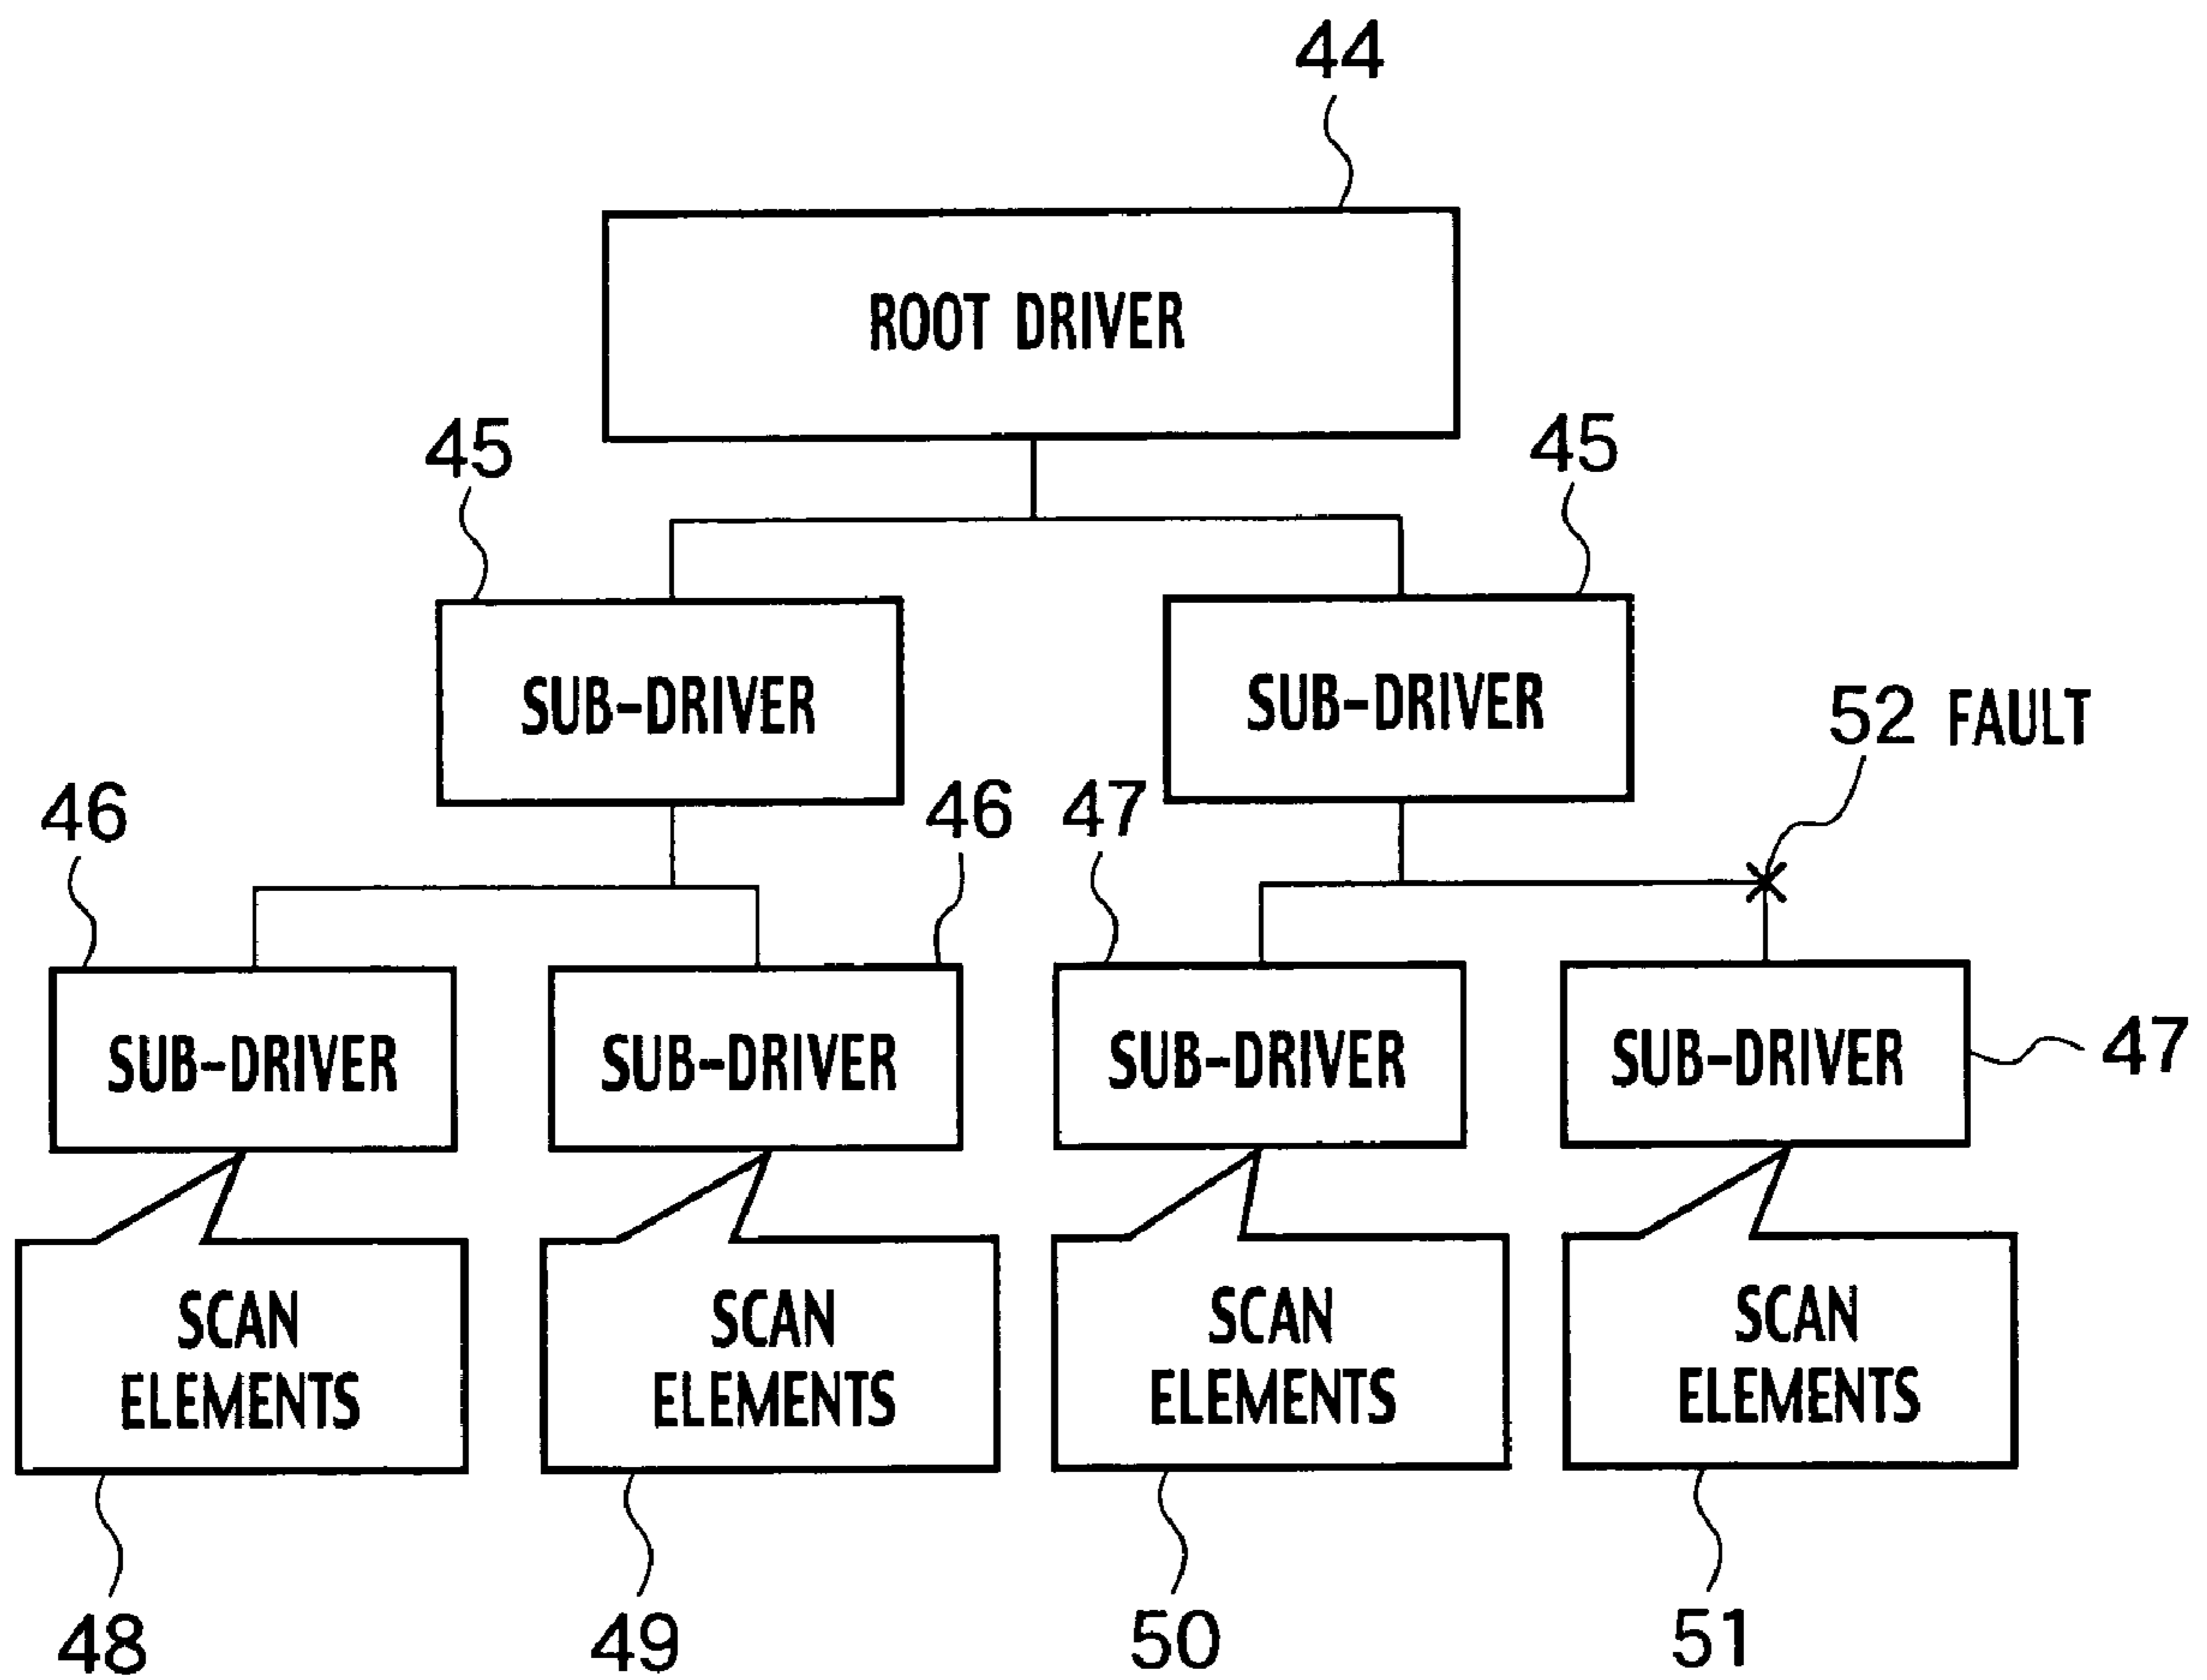 44
ROOT DRIVER
45
45
SUB-DRIVER
SUB-DRIVER
52 FAULT
46
46
47
SUB-DRIVER
SUB-DRIVER
SUB-DRIVER
SUB-DRIVER
47
SCAN
ELEMENTS
SCAN
ELEMENTS
SCAN
ELEMENTS
SCAN
ELEMENTS
48
49
50
51